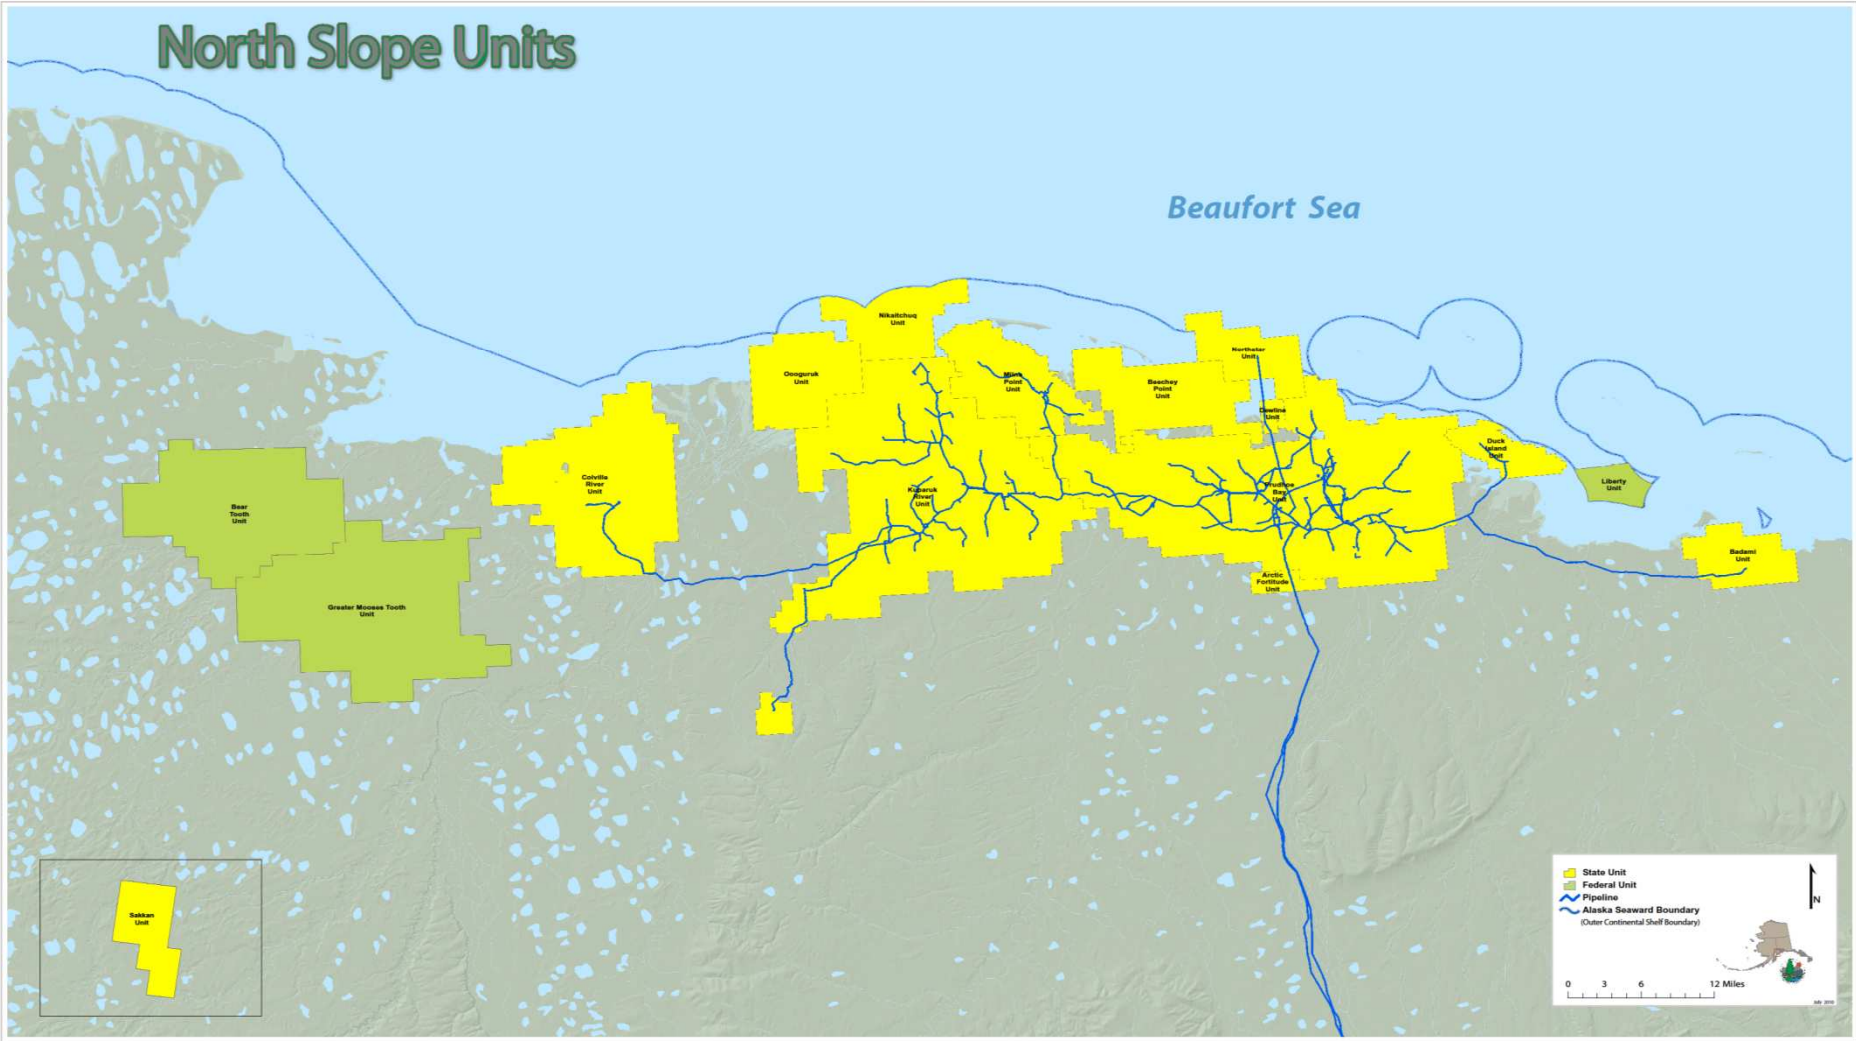 North Slope Units
Beaufort Sea
Nikaitchuq
Unit
Oooguruk
Unit
Milne
Point
Unit
Northstar
Unit
Beechey
Point
Unit
Dewline
Unit
Duck
Island
Unit
Colville
River
Unit
Kuparuk
River
Unit
Prudhoe
Bay
Unit
Liberty
Unit
Bear
Tooth
Unit
Badami
Unit
Arctic
Fortitude
Unit
Greater Mooses Tooth
Unit
Sakkan
Unit
State Unit
Federal Unit
Pipeline
Alaska Seaward Boundary
(Outer Continental Shelf Boundary)
N
0 3 6 12 Miles